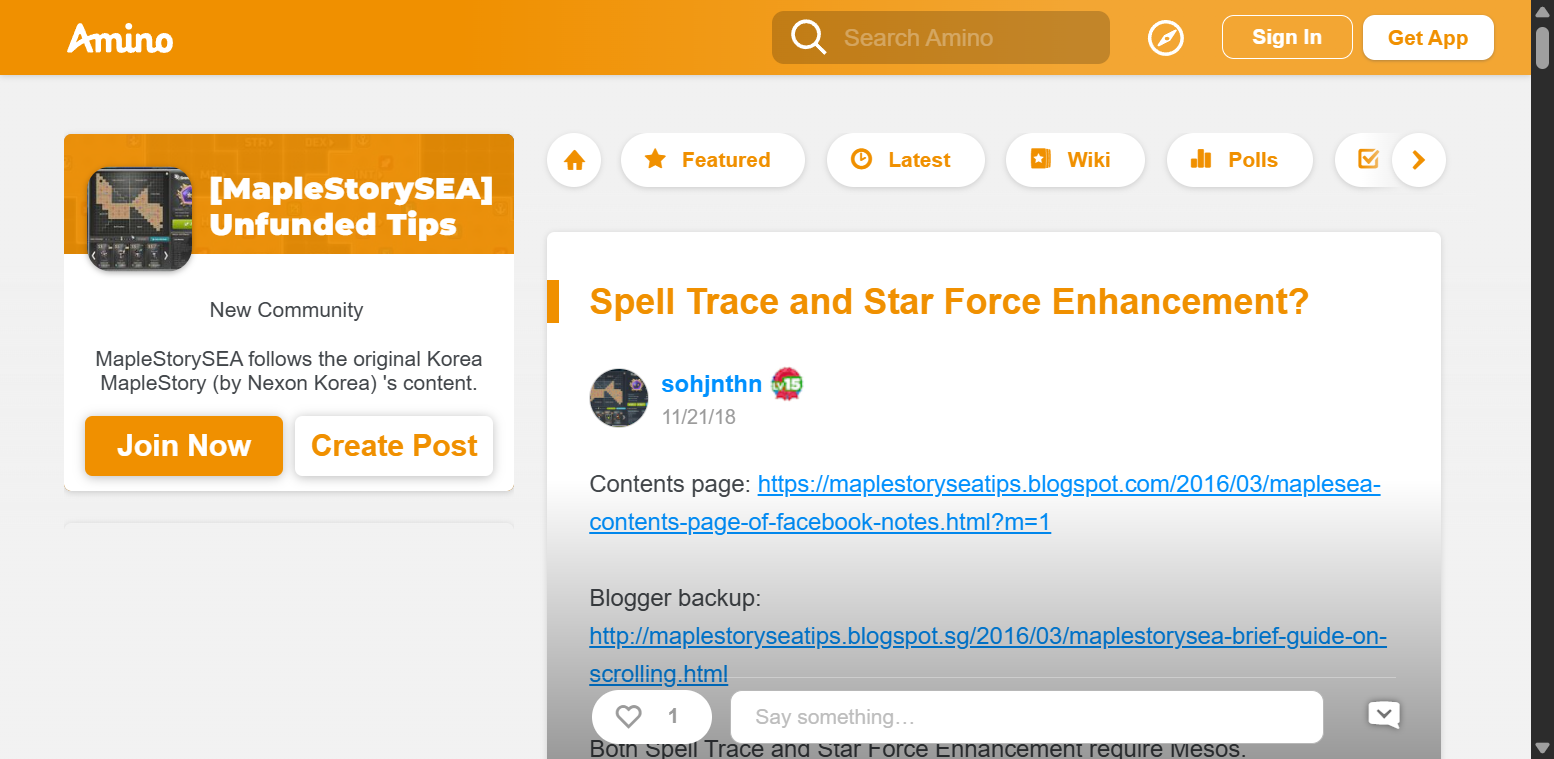 Amino
Search Amino
Sign In
Get App
[MapleStorySEA]
Unfunded Tips
New Community
MapleStorySEA follows the original Korea
MapleStory (by Nexon Korea) 's content.
Join Now
Create Post
Featured
Latest
Wiki
Polls
Spell Trace and Star Force Enhancement?
sohjnthn
Lv15
11/21/18
Contents page: https://maplestoryseatips.blogspot.com/2016/03/maplesea-
contents-page-of-facebook-notes.html?m=1
Blogger backup:
http://maplestoryseatips.blogspot.sg/2016/03/maplestorysea-brief-guide-on-
scrolling.html
1
Say something…
Both Spell Trace and Star Force Enhancement require Mesos.